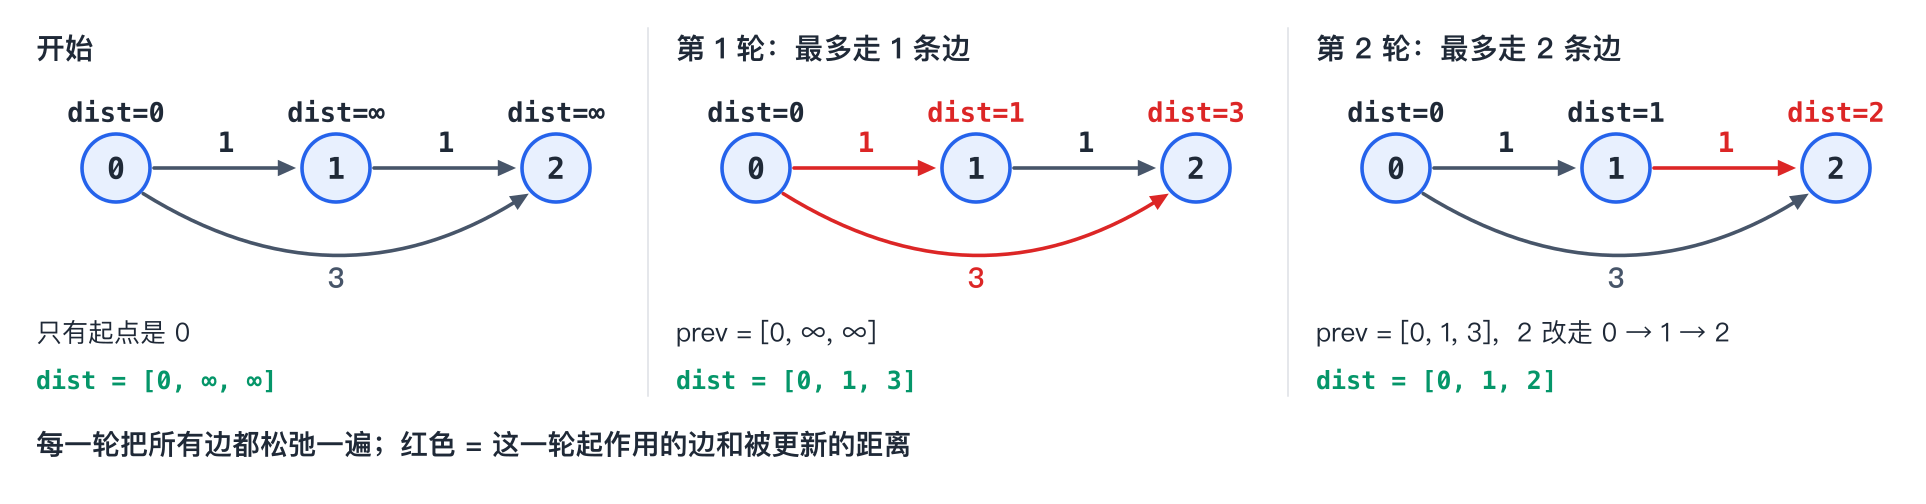 开始
dist=0 dist=∞ dist=∞
1 1
0 1 2
3
只有起点是 0
dist = [0, ∞, ∞]
第 1 轮：最多走 1 条边
dist=0 dist=1 dist=3
1 1
0 1 2
3
prev = [0, ∞, ∞]
dist = [0, 1, 3]
第 2 轮：最多走 2 条边
dist=0 dist=1 dist=2
1 1
0 1 2
3
prev = [0, 1, 3]，2 改走 0 → 1 → 2
dist = [0, 1, 2]
每一轮把所有边都松弛一遍；红色 = 这一轮起作用的边和被更新的距离